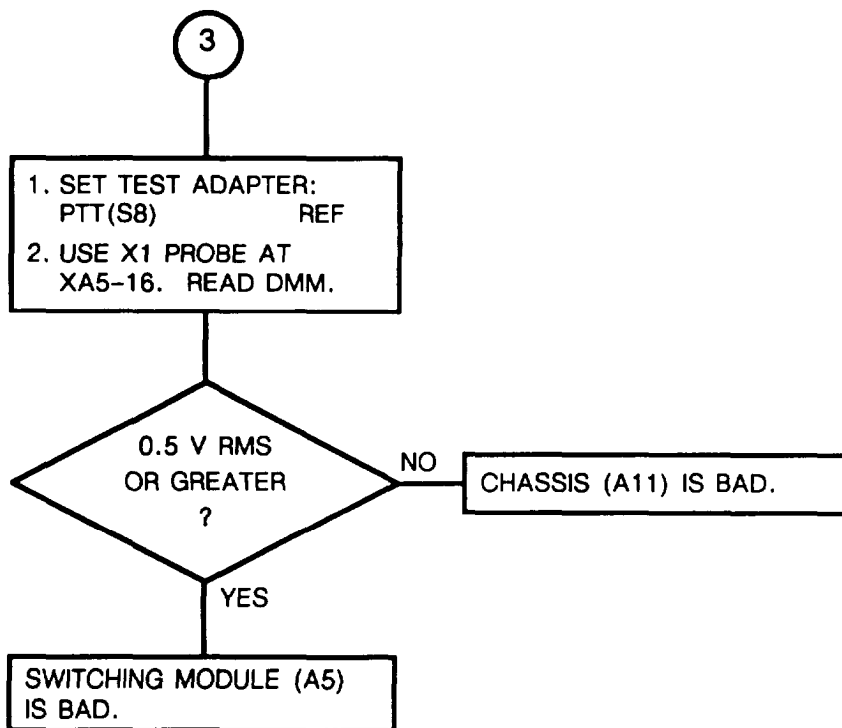 3
1. SET TEST ADAPTER:
PTT(S8) REF
2. USE X1 PROBE AT
XA5-16. READ DMM.
0.5 V RMS
OR GREATER
?
NO
CHASSIS (A11) IS BAD.
YES
SWITCHING MODULE (A5)
IS BAD.